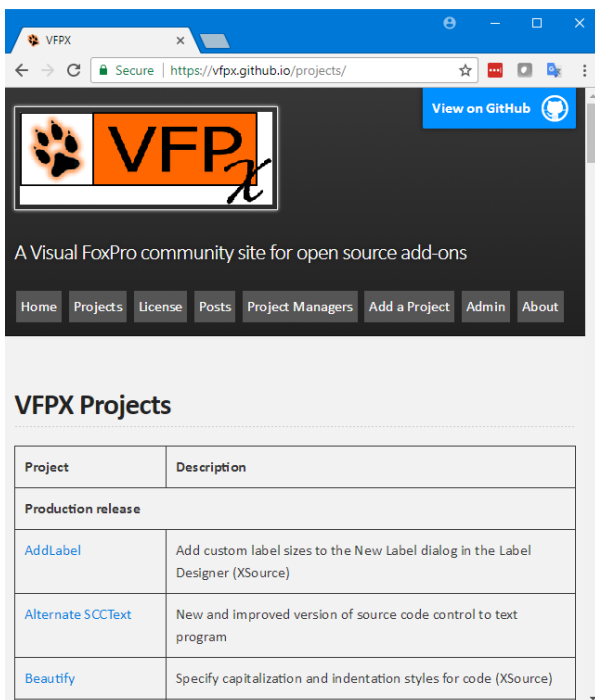 VFPX
Secure https://vfpx.github.io/projects/
View on GitHub
VFPx
A Visual FoxPro community site for open source add-ons
Home Projects License Posts Project Managers Add a Project Admin About
VFPX Projects
Project Description
Production release
AddLabel Add custom label sizes to the New Label dialog in the Label
Designer (XSource)
Alternate SCCText New and improved version of source code control to text
program
Beautify Specify capitalization and indentation styles for code (XSource)